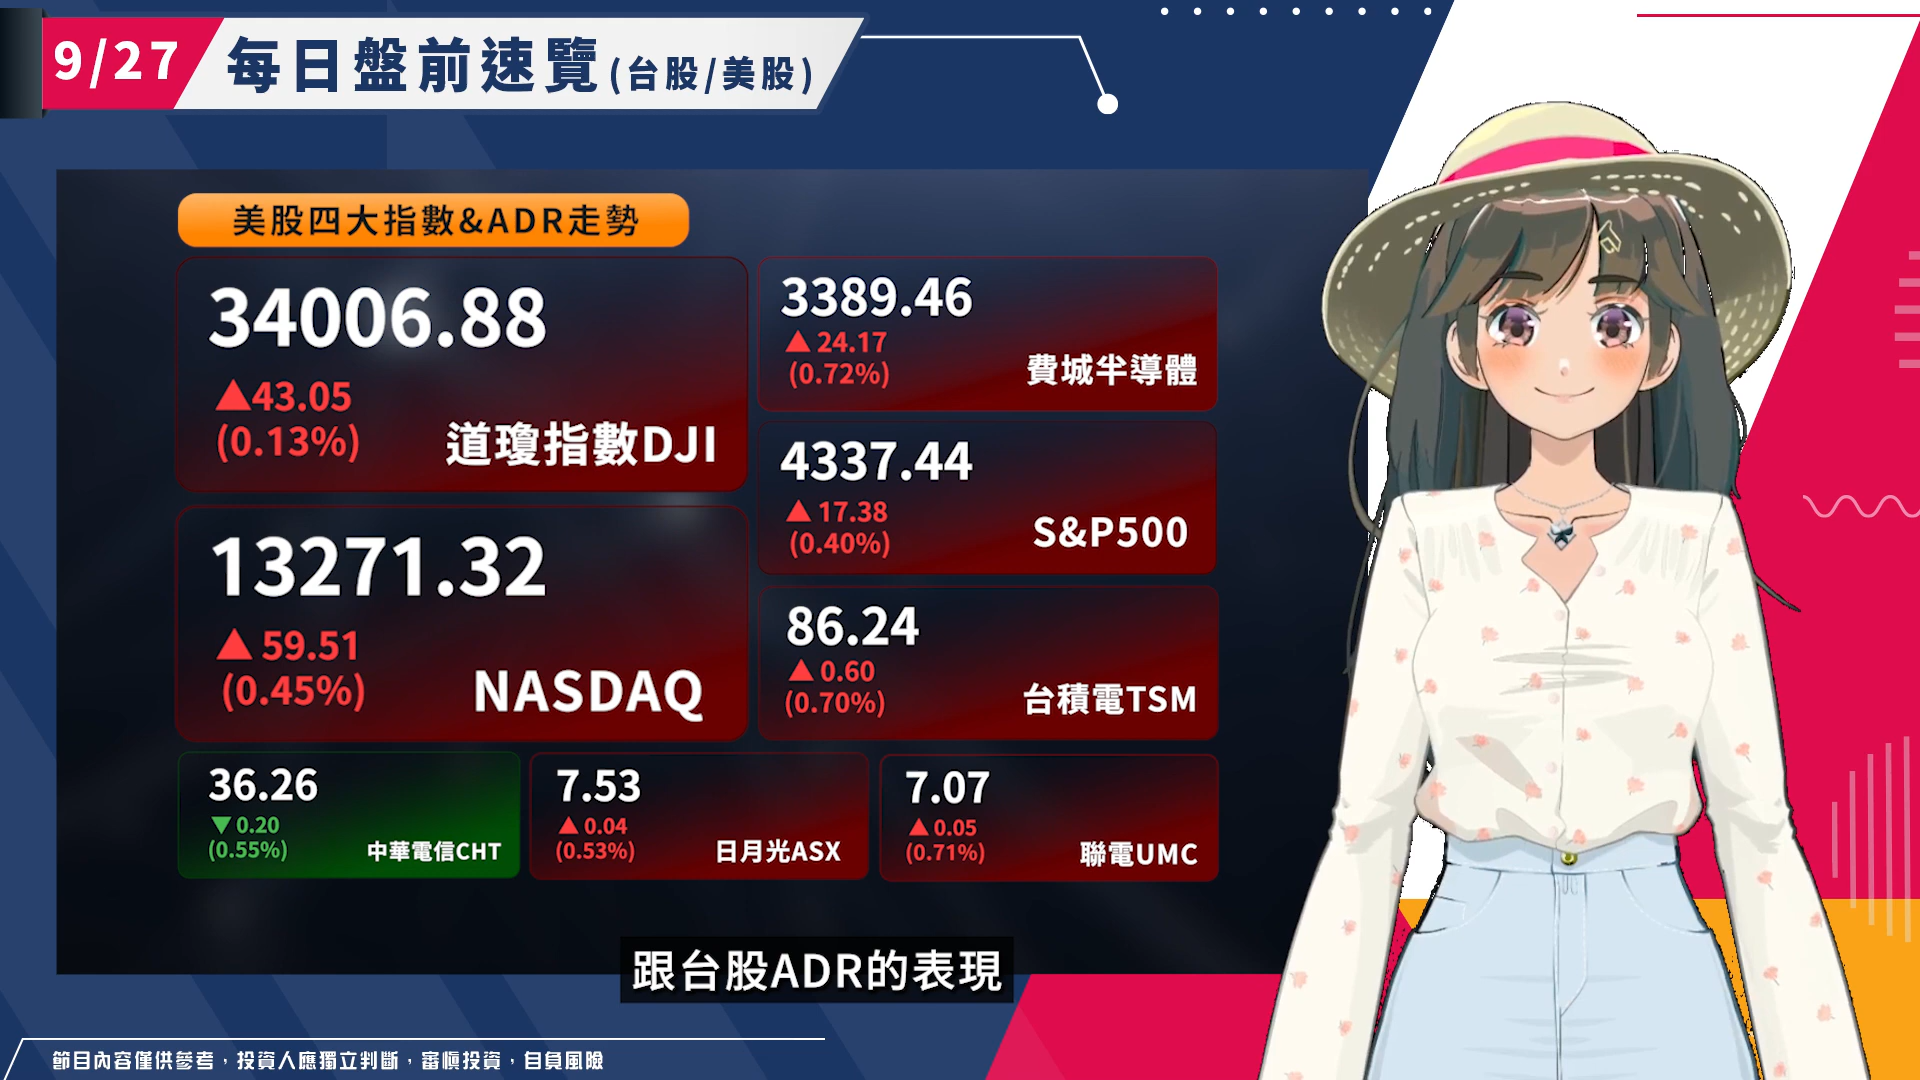 9/27 每日盤前速覽(台股/美股)
美股四大指數&ADR走勢
34006.88
▲43.05
(0.13%)
道瓊指數DJI
3389.46
▲24.17
(0.72%)
費城半導體
4337.44
▲17.38
(0.40%)
S&P500
13271.32
▲59.51
(0.45%)
NASDAQ
86.24
▲0.60
(0.70%)
台積電TSM
36.26
▼0.20
(0.55%)
中華電信CHT
7.53
▲0.04
(0.53%)
日月光ASX
7.07
▲0.05
(0.71%)
聯電UMC
跟台股ADR的表現
節目內容僅供參考，投資人應獨立判斷，審慎投資，自負風險